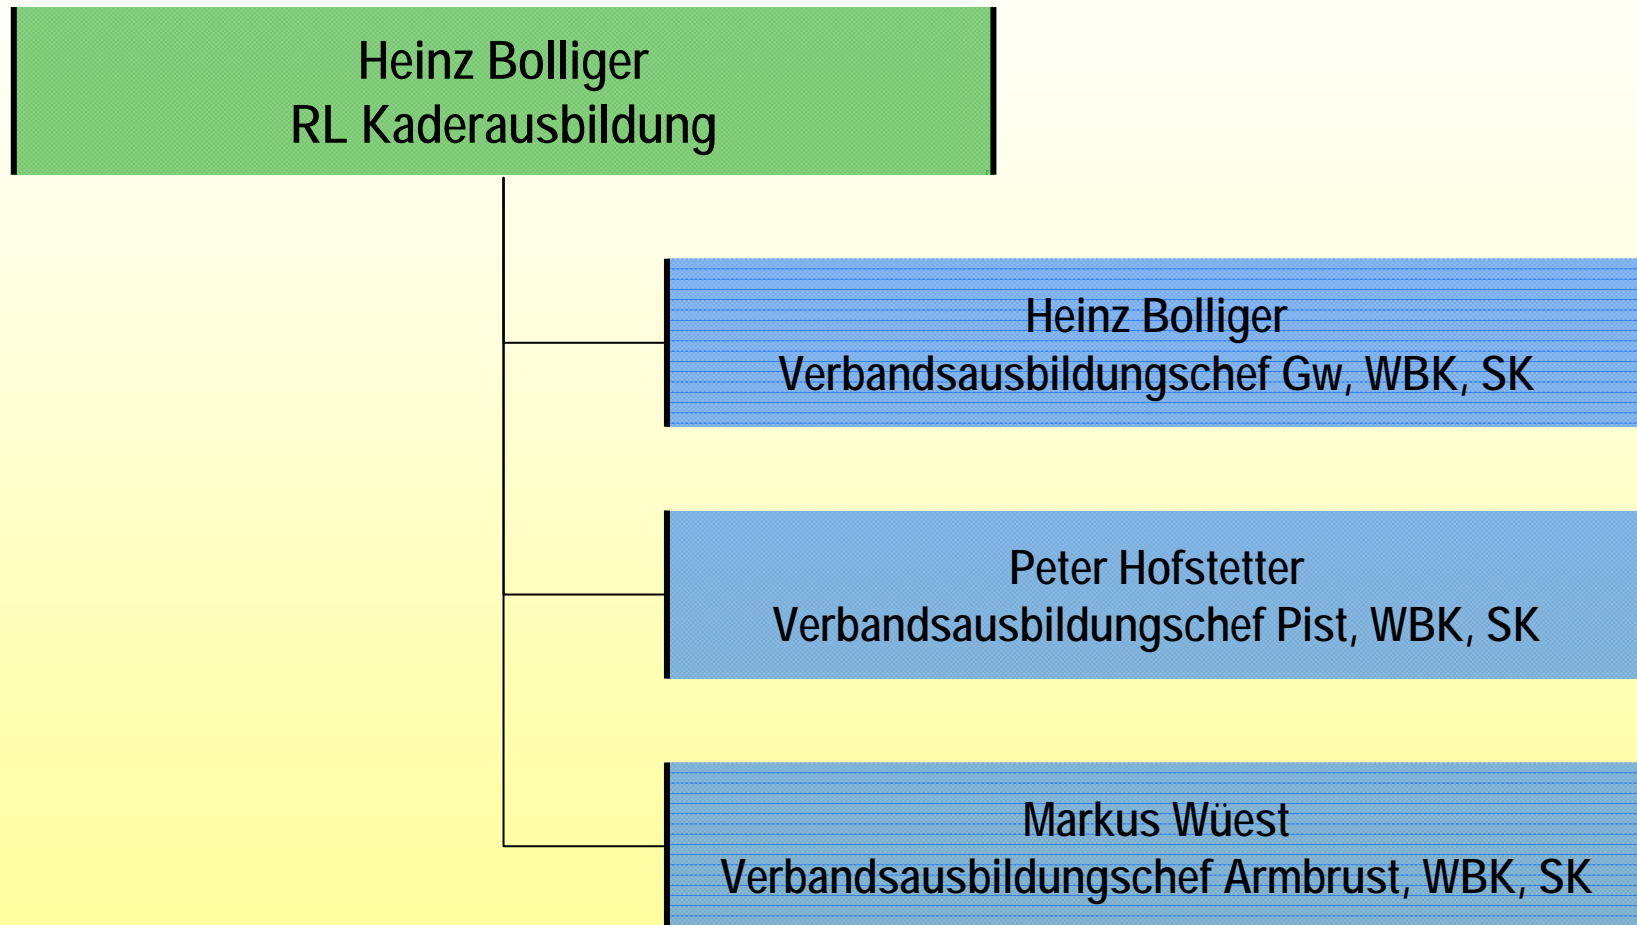 Heinz Bolliger
RL Kaderausbildung
Heinz Bolliger
Verbandsausbildungschef Gw, WBK, SK
Peter Hofstetter
Verbandsausbildungschef Pist, WBK, SK
Markus Wüest
Verbandsausbildungschef Armbrust, WBK, SK